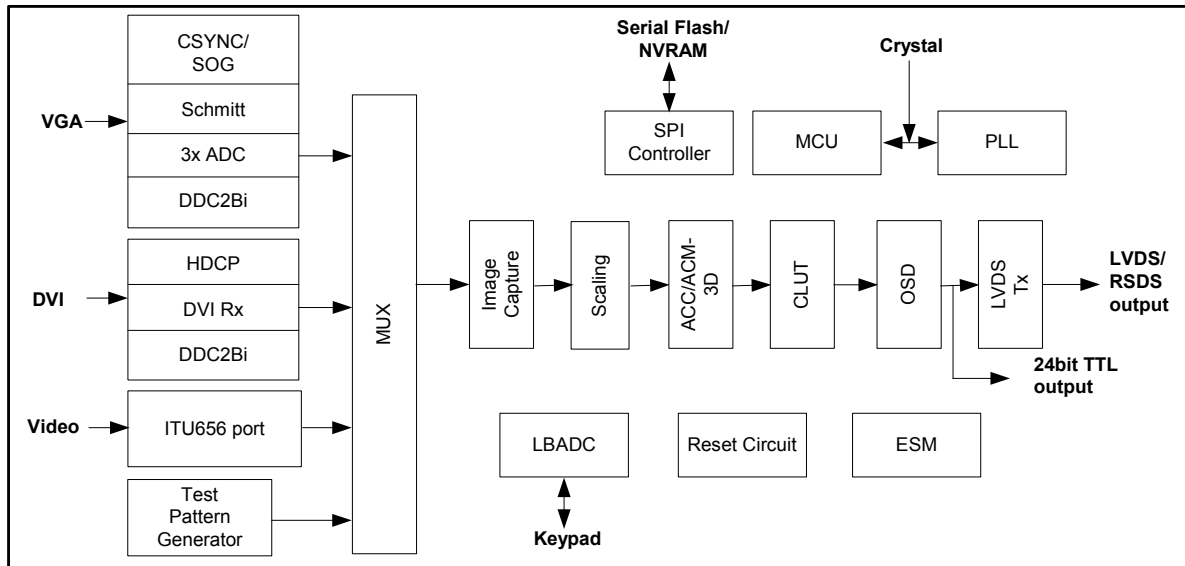 CSYNC/
SOG
Schmitt
3x ADC
DDC2Bi
VGA
HDCP
DVI Rx
DDC2Bi
DVI
Video
ITU656 port
Test
Pattern
Generator
MUX
Serial Flash/
NVRAM
SPI
Controller
Crystal
MCU
PLL
Image
Capture
Scaling
ACC/ACM-
3D
CLUT
OSD
LVDS
Tx
LVDS/
RSDS
output
24bit TTL
output
LBADC
Keypad
Reset Circuit
ESM